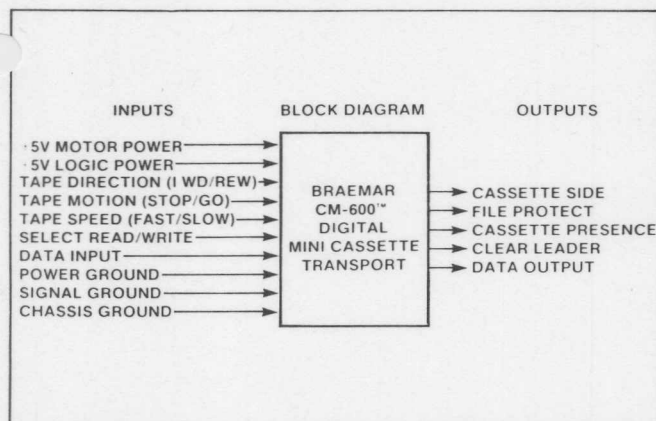 INPUTS
BLOCK DIAGRAM
OUTPUTS
·5V MOTOR POWER
·5V LOGIC POWER
TAPE DIRECTION (I WD/REW)
TAPE MOTION (STOP/GO)
TAPE SPEED (FAST/SLOW)
SELECT READ/WRITE
DATA INPUT
POWER GROUND
SIGNAL GROUND
CHASSIS GROUND
BRAEMAR
CM-600™
DIGITAL
MINI CASSETTE
TRANSPORT
CASSETTE SIDE
FILE PROTECT
CASSETTE PRESENCE
CLEAR LEADER
DATA OUTPUT